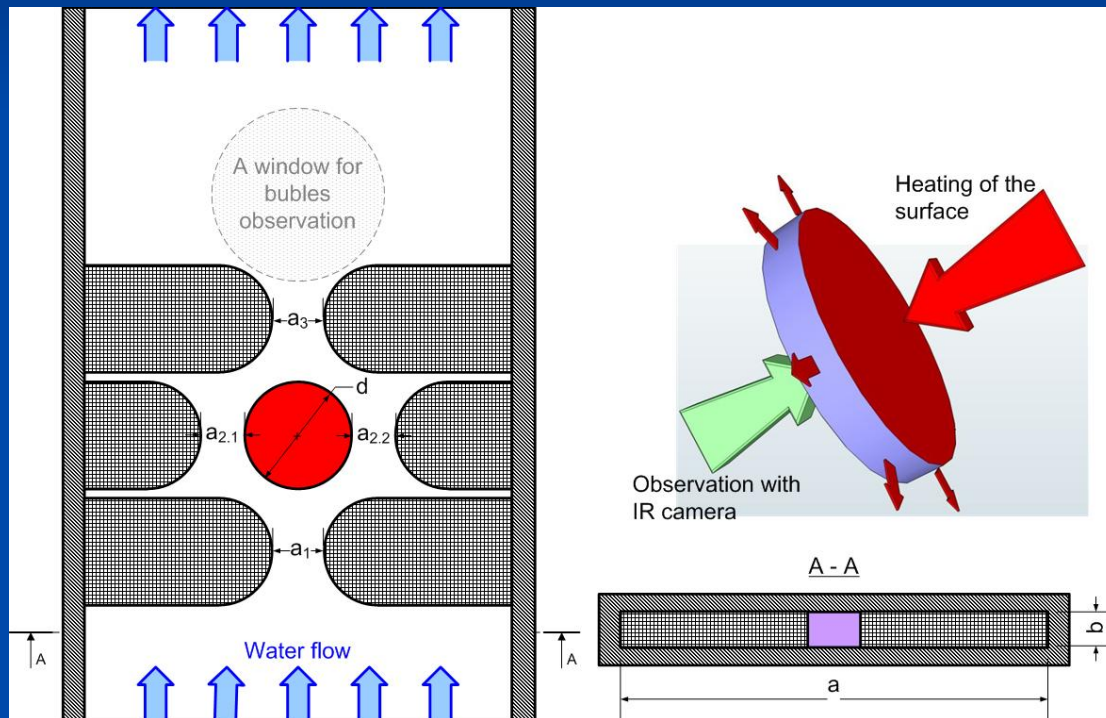 A window for
bubles
observation
a3
d
a2.1
a2.2
a1
Water flow
A
A
Heating of the
surface
Observation with
IR camera
A - A
b
a